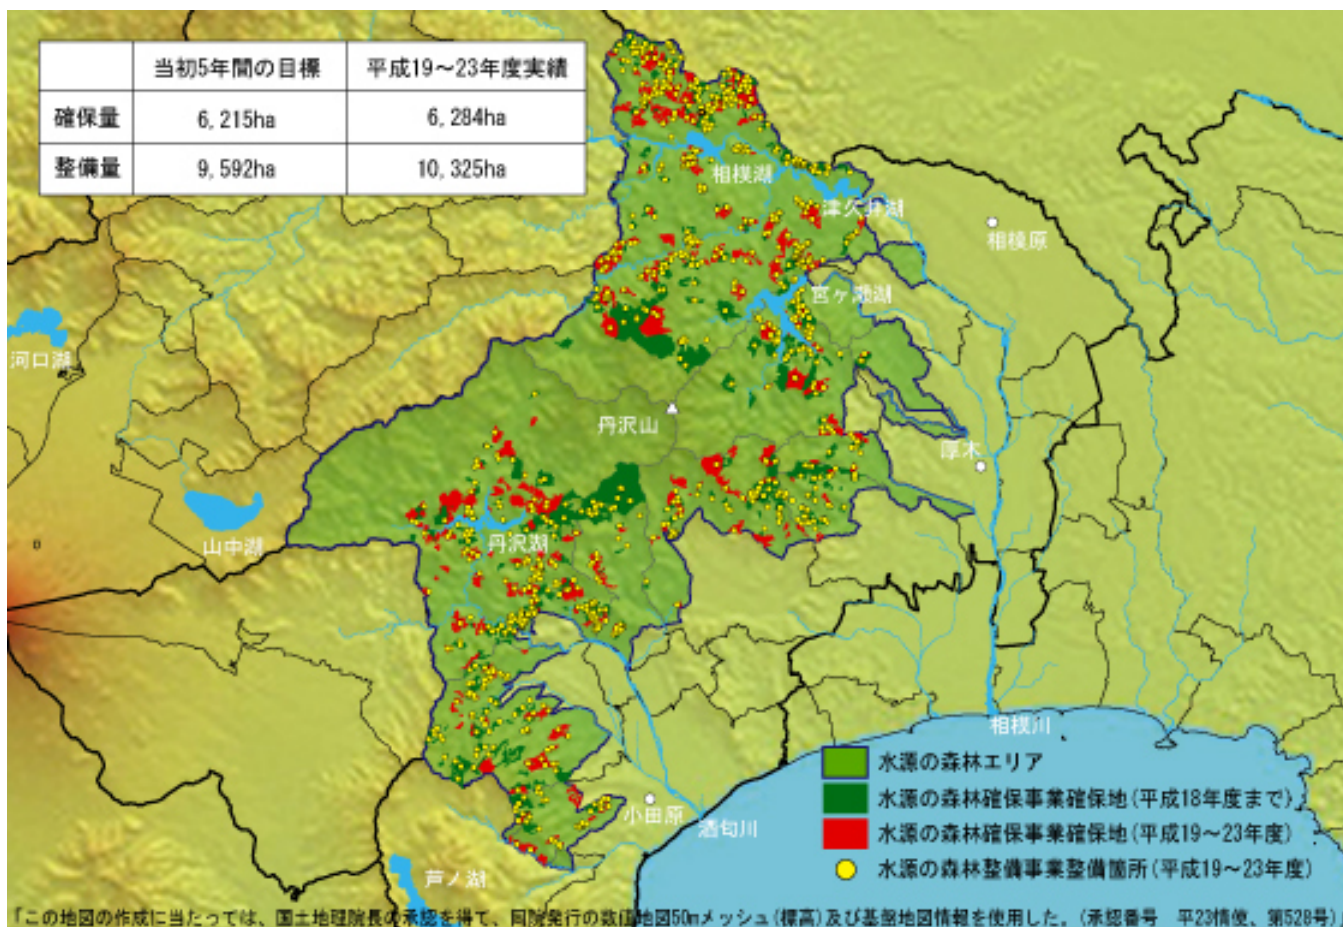 当初5年間の目標 平成19～23年度実績
確保量 6,215ha 6,284ha
整備量 9,592ha 10,325ha
相模湖
津久井湖
相模原
宮ヶ瀬湖
河口湖
丹沢山
厚木
山中湖
丹沢湖
相模川
水源の森林エリア
水源の森林確保事業確保地(平成18年度まで)
小田原
酒匂川
水源の森林確保事業確保地(平成19～23年度)
水源の森林整備事業整備箇所(平成19～23年度)
芦ノ湖
「この地図の作成に当たっては、国土地理院長の承認を得て、同院発行の数値地図50mメッシュ(標高)及び基盤地図情報を使用した。(承認番号　平23情使、第528号)」